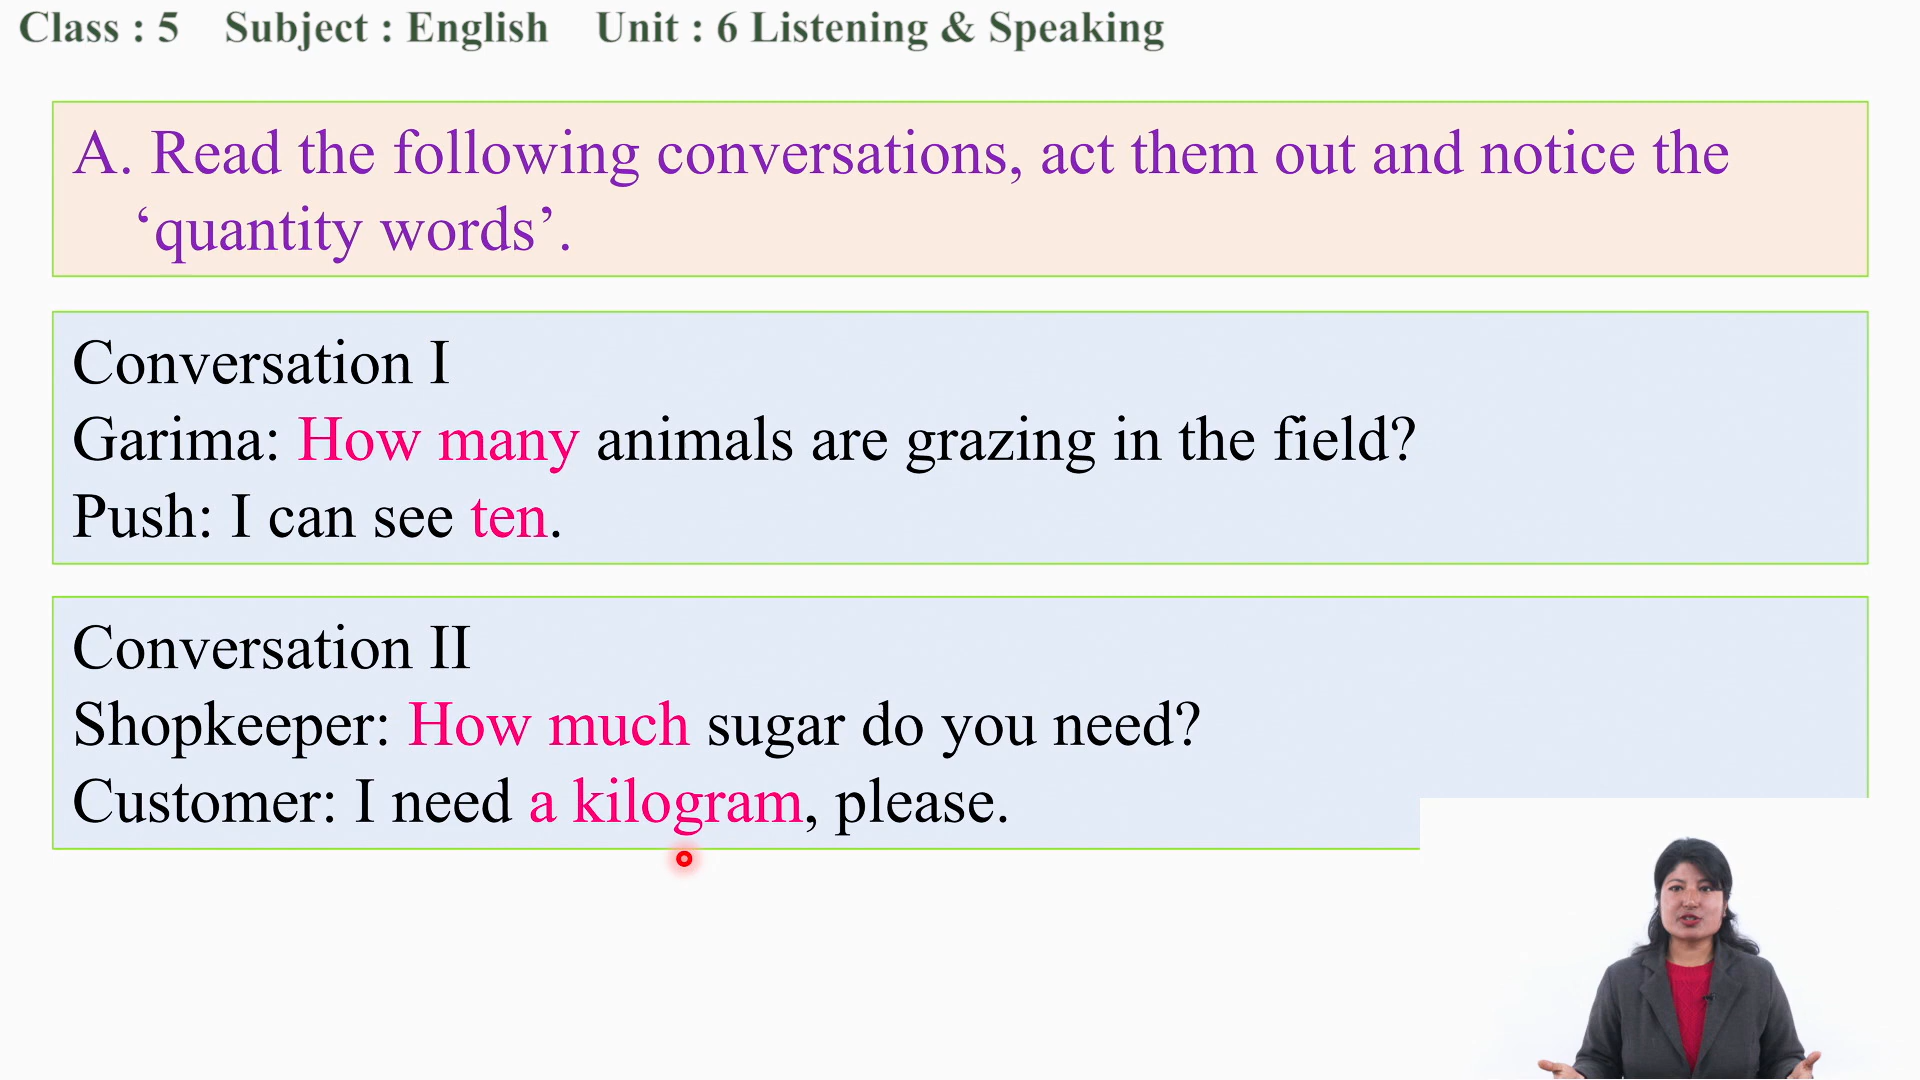 Class : 5    Subject : English    Unit : 6 Listening & Speaking
A. Read the following conversations, act them out and notice the
‘quantity words’.
Conversation I
Garima: How many animals are grazing in the field?
Push: I can see ten.
Conversation II
Shopkeeper: How much sugar do you need?
Customer: I need a kilogram, please.